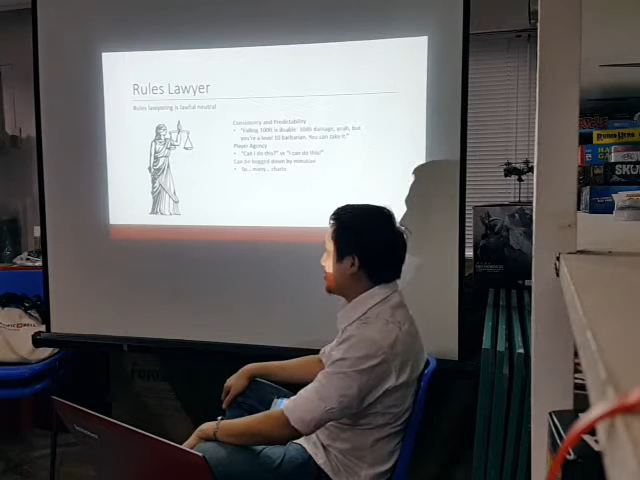 Rules Lawyer
Rules lawyering is lawful neutral
Consistency and Predictability
• "Falling 100ft is doable. 10d6 damage, yeah, but
you're a level 10 barbarian. You can take it."
Player Agency
• "Can I do this?" vs "I can do this!"
Can be bogged down by minutiae
• So... many... charts